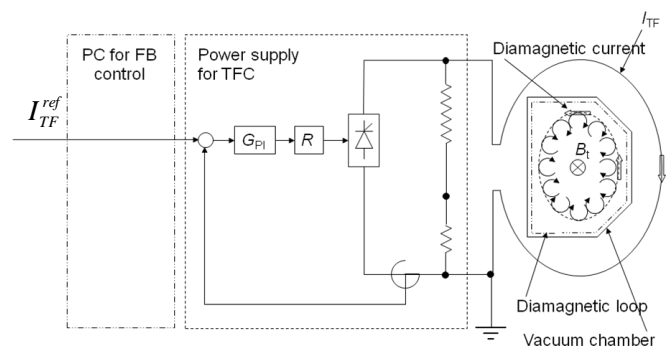 I_TF
PC for FB
control
Power supply
for TFC
Diamagnetic current
I_TF^ref
G_PI
R
B_t
Diamagnetic loop
Vacuum chamber